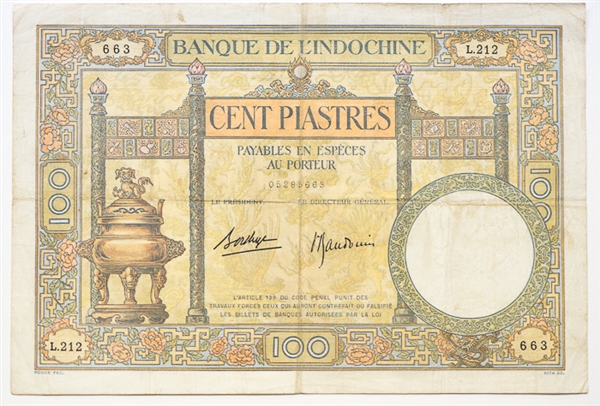 663
BANQUE DE L'INDOCHINE
L.212
CENT PIASTRES
PAYABLES EN ESPÈCES
AU PORTEUR
05285663
LE PRÉSIDENT
LE DIRECTEUR GÉNÉRAL
100
100
L'ARTICLE 139 DU CODE PENAL PUNIT DES
TRAVAUX FORCÉS CEUX QUI AURONT CONTREFAIT OU FALSIFIÉ
LES BILLETS DE BANQUES AUTORISÉES PAR LA LOI
L.212
100
663